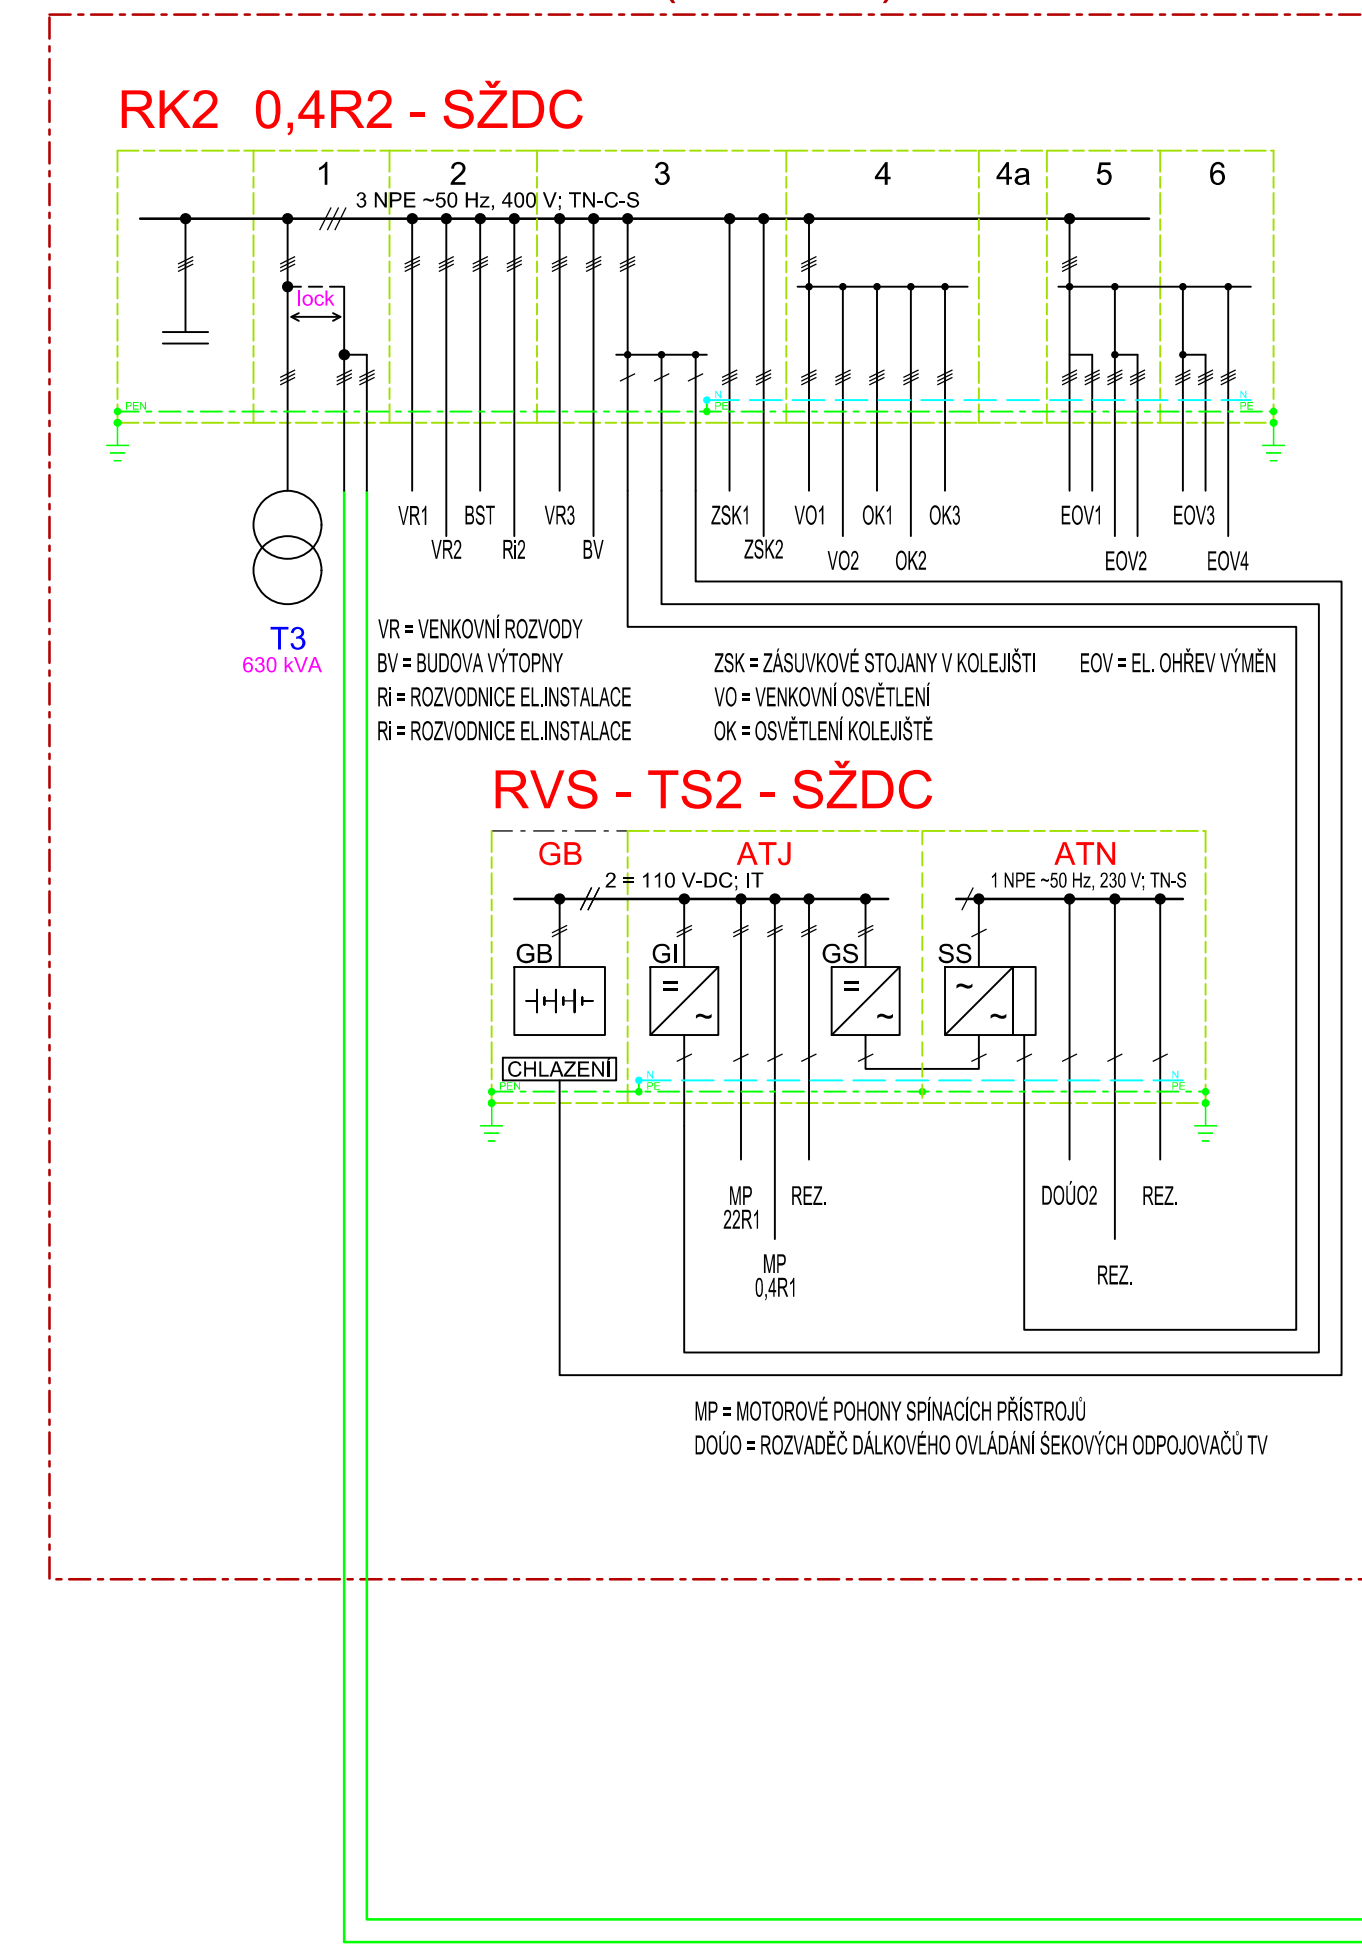 RK2 0,4R2 - SŽDC
1 2 3 4 4a 5 6
3 NPE ~50 Hz, 400 V; TN-C-S
lock
PEN N PE N PE
VR1 BST VR3 ZSK1 VO1 OK1 OK3 EOV1 EOV3
VR2 Ri2 BV ZSK2 VO2 OK2 EOV2 EOV4
T3
630 kVA
VR = VENKOVNÍ ROZVODY
BV = BUDOVA VÝTOPNY
Ri = ROZVODNICE EL.INSTALACE
Ri = ROZVODNICE EL.INSTALACE
ZSK = ZÁSUVKOVÉ STOJANY V KOLEJIŠTI
VO = VENKOVNÍ OSVĚTLENÍ
OK = OSVĚTLENÍ KOLEJIŠTĚ
EOV = EL. OHŘEV VÝMĚN
RVS - TS2 - SŽDC
GB ATJ ATN
2 = 110 V-DC; IT
1 NPE ~50 Hz, 230 V; TN-S
GB GI GS SS
= ~ = ~ ~ ~
CHLAZENÍ
PEN N PE N PE
MP
22R1
REZ.
DOÚO2
REZ.
MP
0,4R1
REZ.
MP = MOTOROVÉ POHONY SPÍNACÍCH PŘÍSTROJŮ
DOÚO = ROZVADĚČ DÁLKOVÉHO OVLÁDÁNÍ ŚEKOVÝCH ODPOJOVAČŮ TV